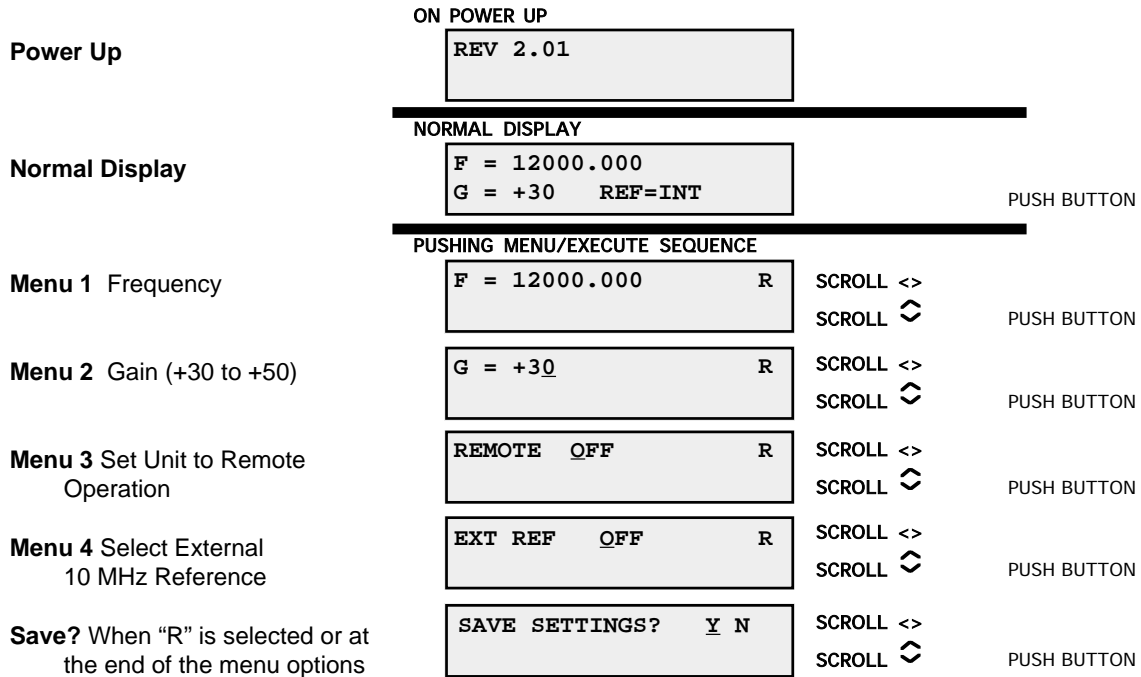 ON POWER UP
Power Up
REV 2.01
NORMAL DISPLAY
Normal Display
F = 12000.000
G = +30 REF=INT
PUSH BUTTON
PUSHING MENU/EXECUTE SEQUENCE
Menu 1 Frequency
F = 12000.000 R
SCROLL <>
SCROLL
PUSH BUTTON
Menu 2 Gain (+30 to +50)
G = +30 R
SCROLL <>
SCROLL
PUSH BUTTON
Menu 3 Set Unit to Remote
Operation
REMOTE OFF R
SCROLL <>
SCROLL
PUSH BUTTON
Menu 4 Select External
10 MHz Reference
EXT REF OFF R
SCROLL <>
SCROLL
PUSH BUTTON
Save? When “R” is selected or at
the end of the menu options
SAVE SETTINGS? Y N
SCROLL <>
SCROLL
PUSH BUTTON